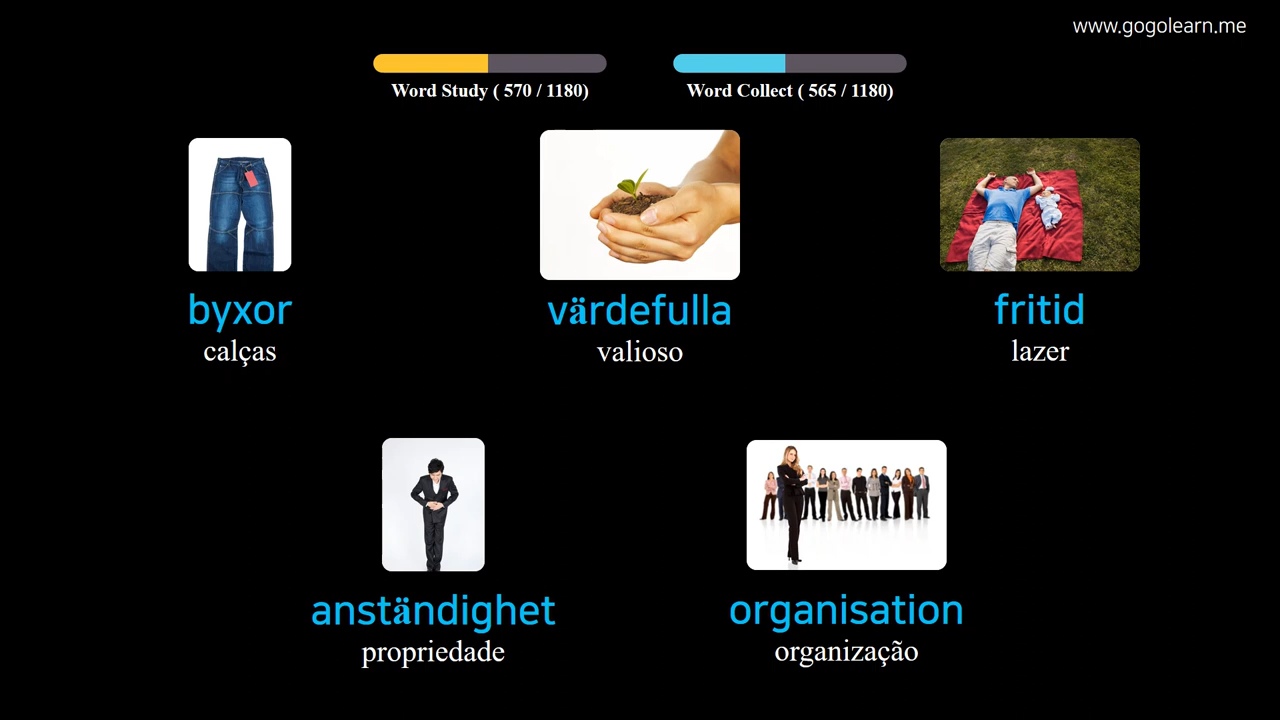 www.gogolearn.me
Word Study ( 570 / 1180)
Word Collect ( 565 / 1180)
byxor
calças
värdefulla
valioso
fritid
lazer
anständighet
propriedade
organisation
organização